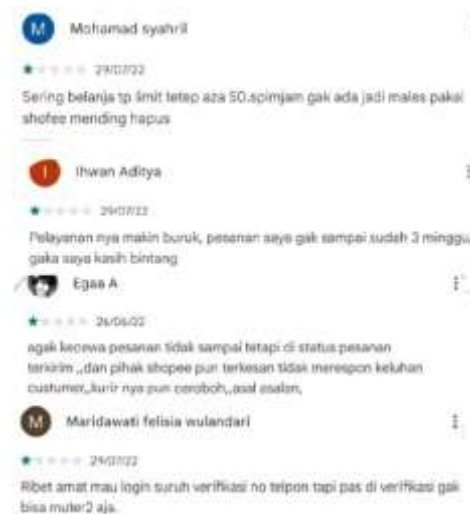 M Mohamad syahril
29/07/22
Sering belanja tp limit tetep aza 50.spimjam gak ada jadi males pakai
shofee mending hapus
I Ihwan Aditya
29/07/22
Pelayanan nya makin buruk, pesanan saya gak sampai sudah 3 minggu,
gaka saya kasih bintang
Egaa A
26/06/22
agak kecewa pesanan tidak sampai tetapi di status pesanan
terkirim ,,dan pihak shopee pun terkesan tidak merespon keluhan
custumer,,kurir nya pun ceroboh,,asal asalan,
M Maridawati felisia wulandari
29/07/22
Ribet amat mau login suruh verifikasi no telpon tapi pas di verifikasi gak
bisa muter2 aja.